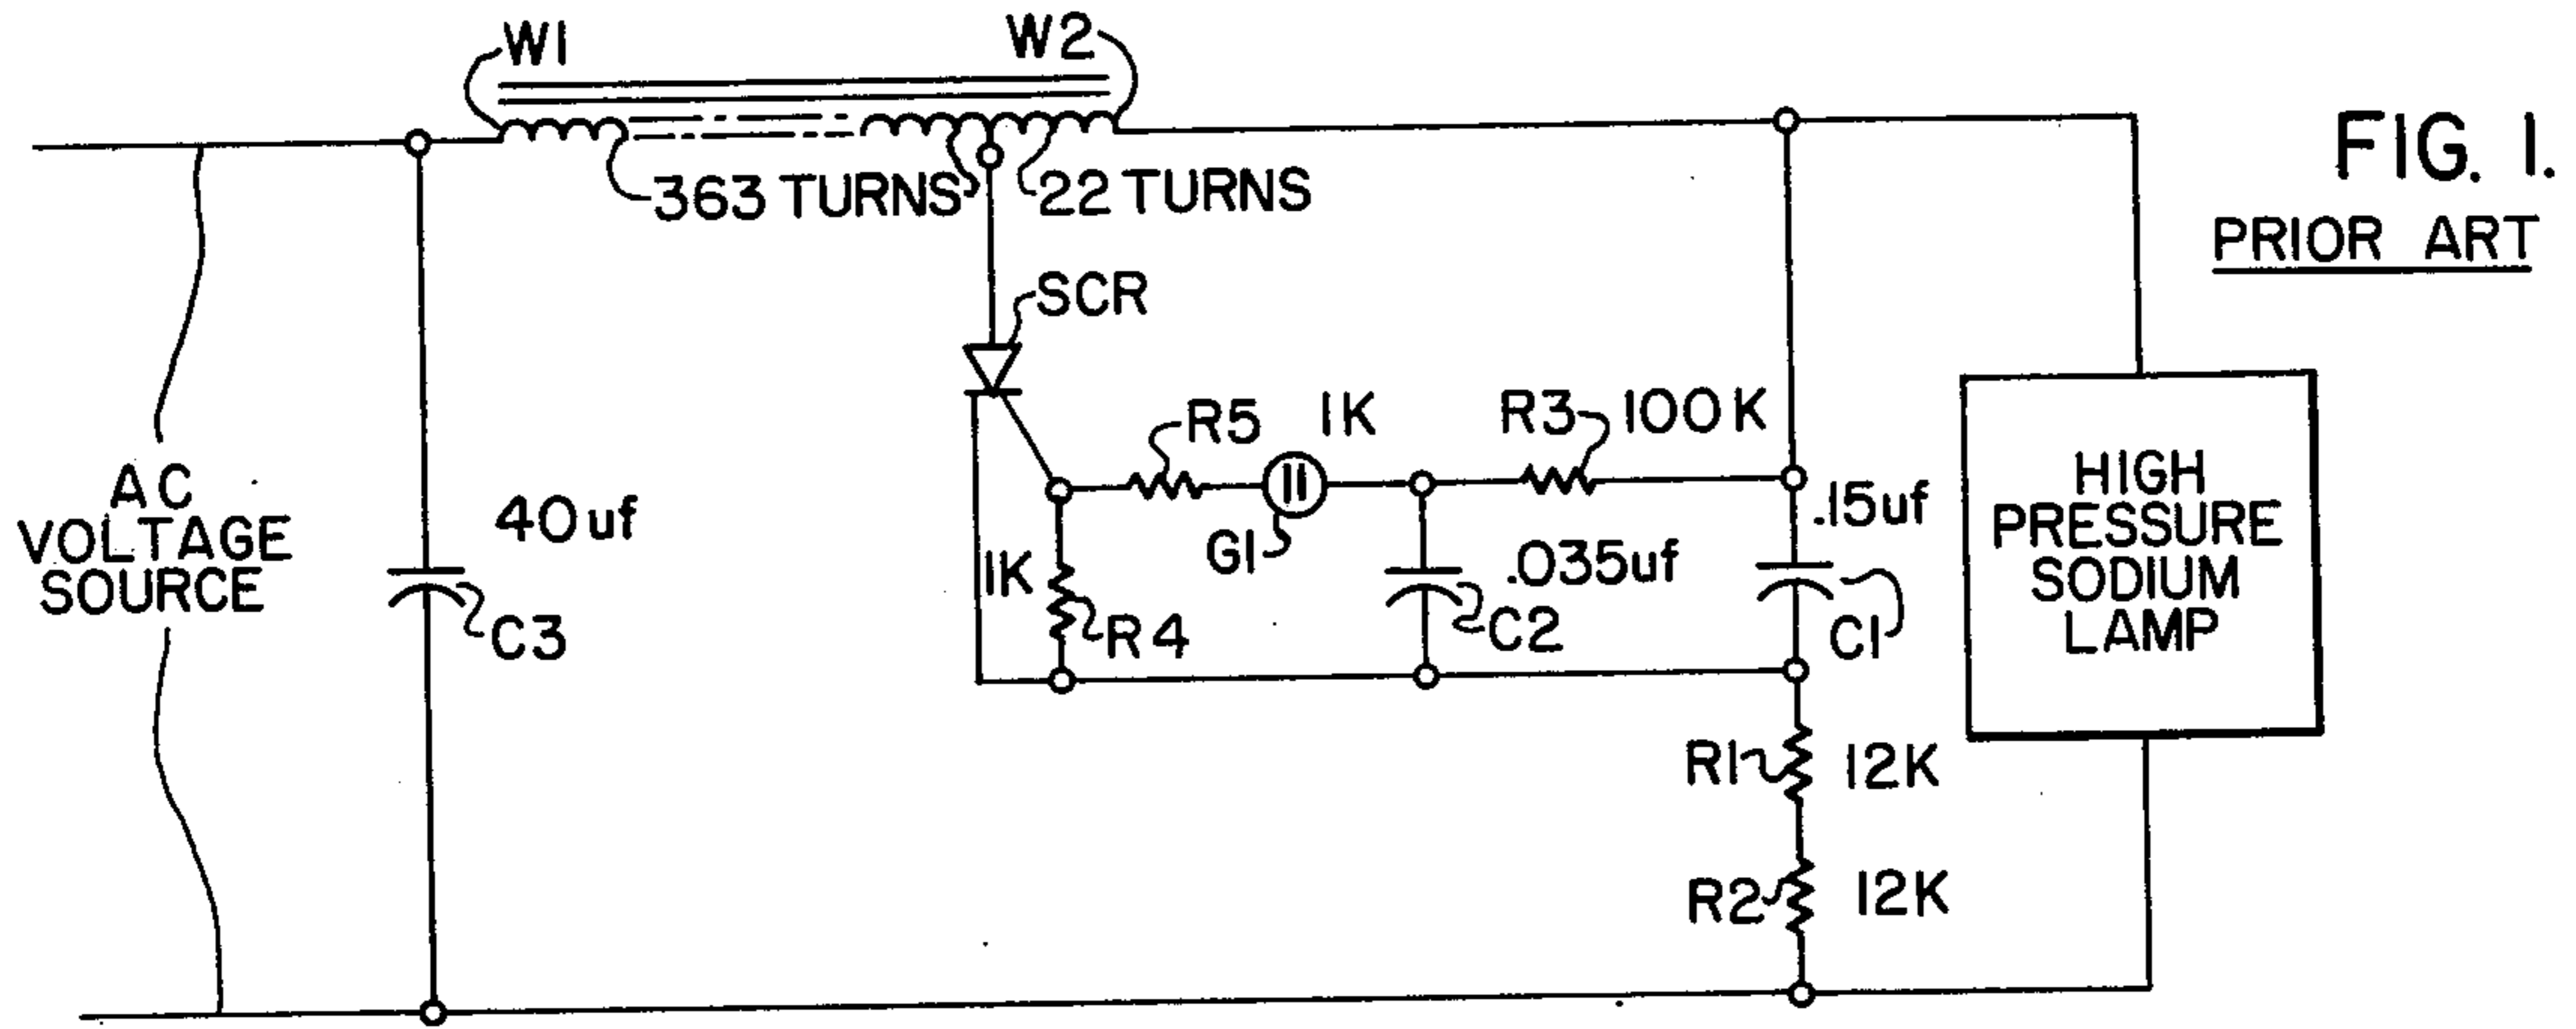 W1
W2
363 TURNS
22 TURNS
FIG. 1.
PRIOR ART
SCR
R5
1K
R3
100K
AC
VOLTAGE
SOURCE
40uf
C3
1K
R4
G1
.035uf
C2
.15uf
C1
HIGH
PRESSURE
SODIUM
LAMP
R1
12K
R2
12K